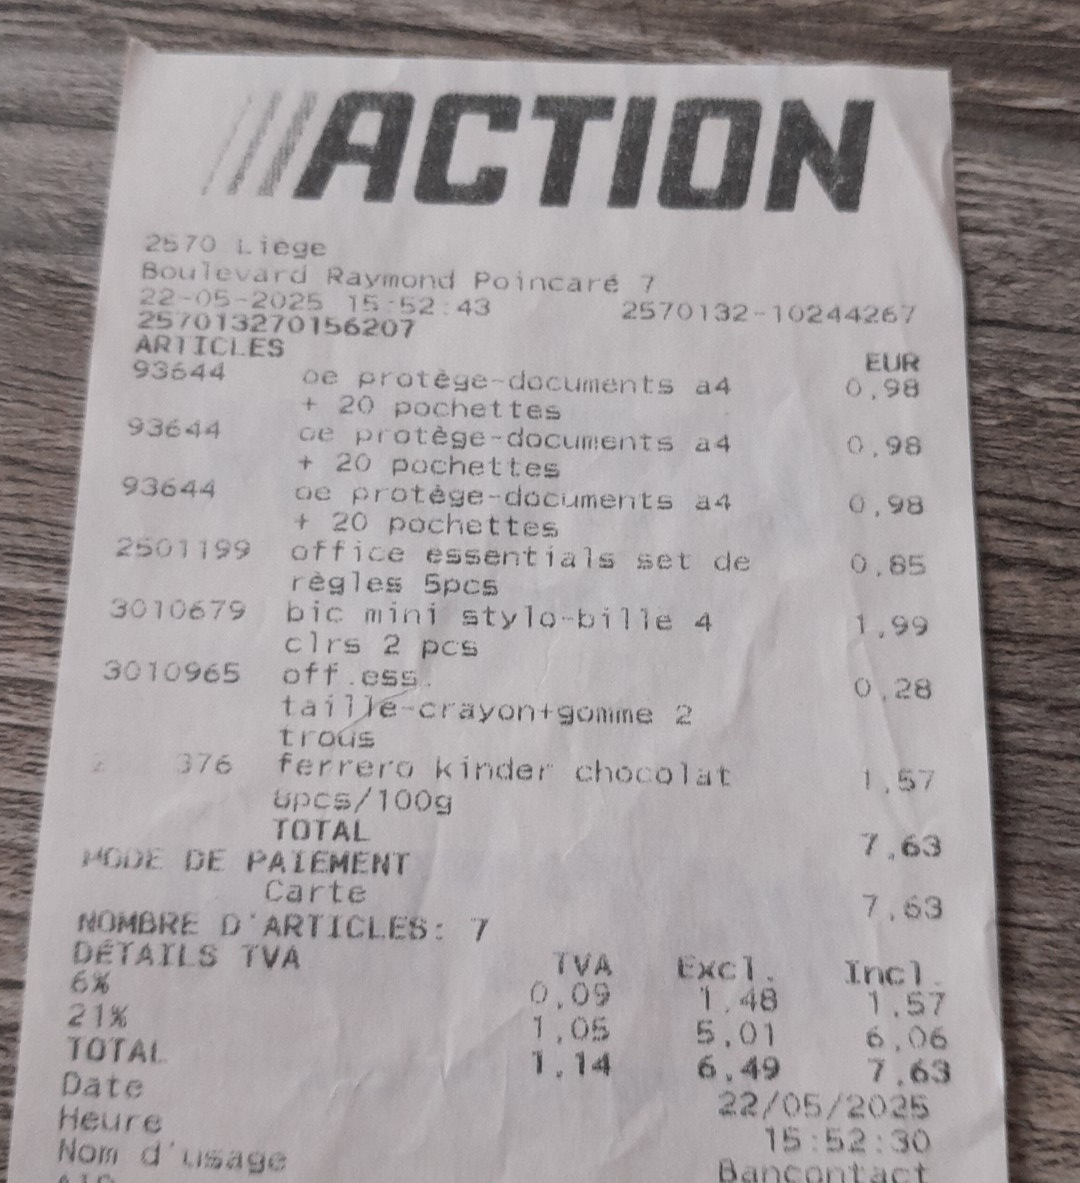 ACTION
2570 Liège
Boulevard Raymond Poincaré 7
22-05-2025 15:52:43 2570132-10244267
257013270156207
ARTICLES EUR
93644 oe protège-documents a4 0,98
+ 20 pochettes
93644 oe protège-documents a4 0,98
+ 20 pochettes
93644 oe protège-documents a4 0,98
+ 20 pochettes
2501199 office essentials set de 0,85
règles 5pcs
3010679 bic mini stylo-bille 4 1,99
clrs 2 pcs
3010965 off.ess. 0,28
taille-crayon+gomme 2
trous
376 ferrero kinder chocolat 1,57
8pcs/100g
TOTAL 7,63
MODE DE PAIEMENT
Carte 7,63
NOMBRE D'ARTICLES: 7
DÉTAILS TVA TVA Excl. Incl.
6% 0,09 1,48 1,57
21% 1,05 5,01 6,06
TOTAL 1,14 6,49 7,63
Date 22/05/2025
Heure 15:52:30
Nom d'usage Bancontact